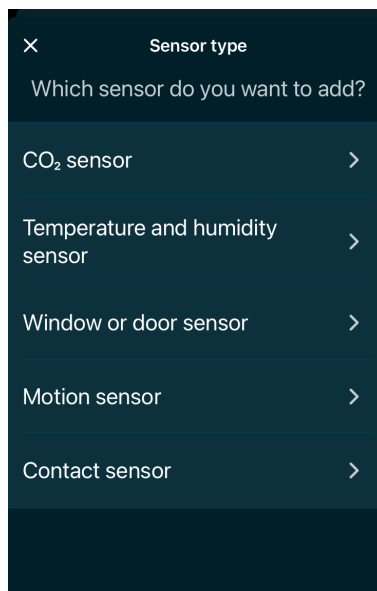 Sensor type
Which sensor do you want to add?
CO₂ sensor
Temperature and humidity
sensor
Window or door sensor
Motion sensor
Contact sensor